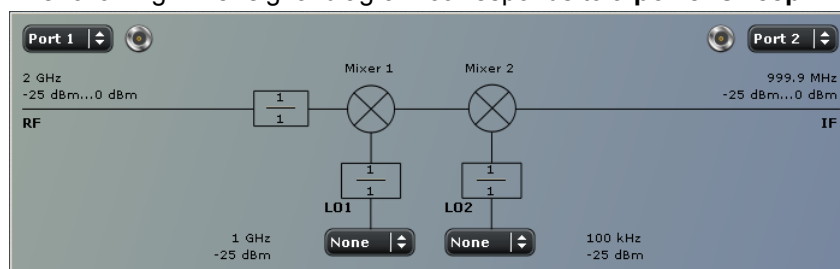 Port 1
Port 2
Mixer 1
Mixer 2
2 GHz
-25 dBm...0 dBm
RF
999.9 MHz
-25 dBm...0 dBm
IF
1
1
1
1
1
1
LO1
LO2
1 GHz
-25 dBm
None
None
100 kHz
-25 dBm